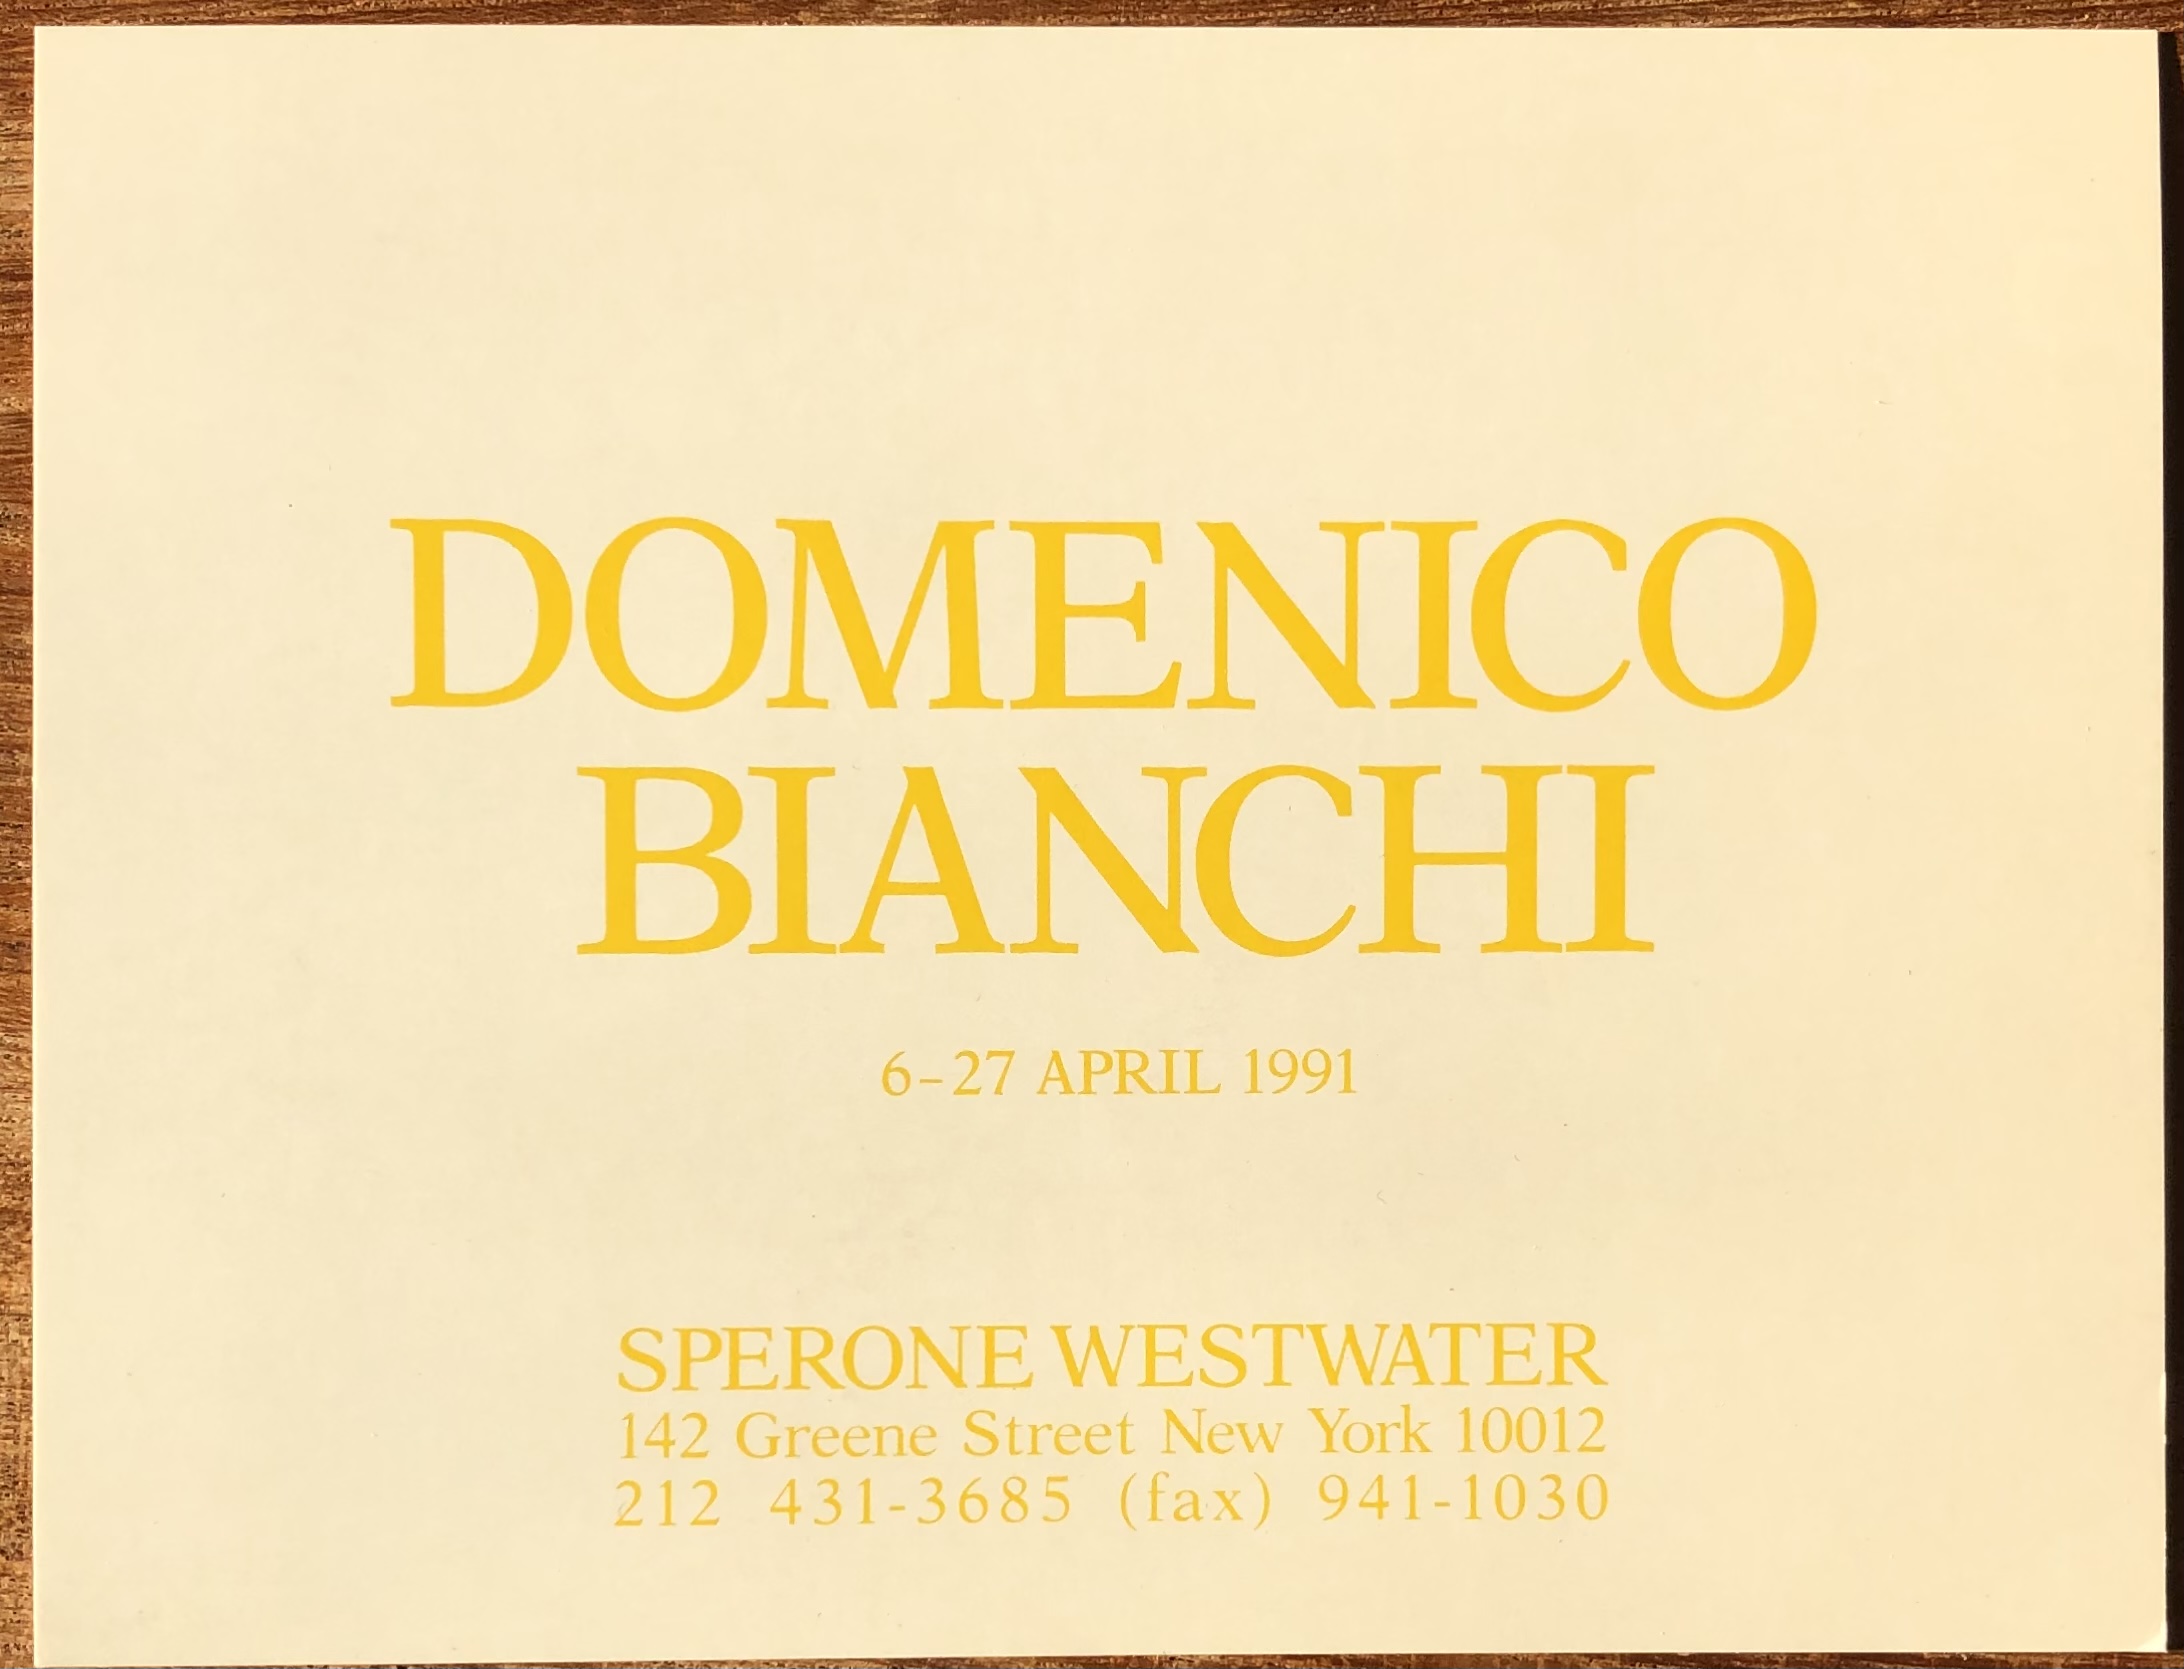 DOMENICO
BIANCHI
6–27 APRIL 1991
SPERONE WESTWATER
142 Greene Street New York 10012
212 431-3685 (fax) 941-1030